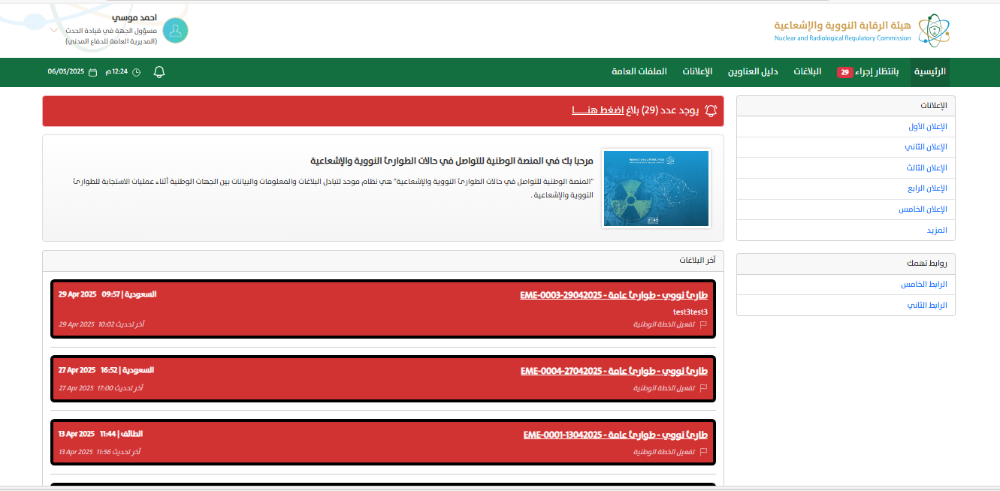 هيئة الرقابة النووية والإشعاعية
Nuclear and Radiological Regulatory Commission
احمد موسي
مسؤول الجهة في قيادة الحدث
(المديرية العامة للدفاع المدني)
الرئيسية
بانتظار إجراء 29
البلاغات
دليل العناوين
الإعلانات
الملفات العامة
12:24 م
06/05/2025
الإعلانات
الإعلان الأول
الإعلان الثاني
الإعلان الثالث
الإعلان الرابع
الإعلان الخامس
المزيد
روابط تهمك
الرابط الخامس
الرابط الثاني
يوجد عدد (29) بلاغ اضغط هنـــــا
مرحبا بك في المنصة الوطنية للتواصل في حالات الطوارئ النووية والإشعاعية
"المنصة الوطنية للتواصل في حالات الطوارئ النووية والإشعاعية" هي نظام موحد لتبادل البلاغات والمعلومات والبيانات بين الجهات الوطنية أثناء عمليات الاستجابة للطوارئ
النووية والإشعاعية .
آخر البلاغات
طارئ نووي - طوارئ عامة - EME-0003-29042025
السعودية | 09:57 29 Apr 2025
test3test3
تفعيل الخطة الوطنية
آخر تحديث 10:02 29 Apr 2025
طارئ نووي - طوارئ عامة - EME-0004-27042025
السعودية | 16:52 27 Apr 2025
تفعيل الخطة الوطنية
آخر تحديث 17:00 27 Apr 2025
طارئ نووي - طوارئ عامة - EME-0001-13042025
الطائف | 11:44 13 Apr 2025
تفعيل الخطة الوطنية
آخر تحديث 11:56 13 Apr 2025